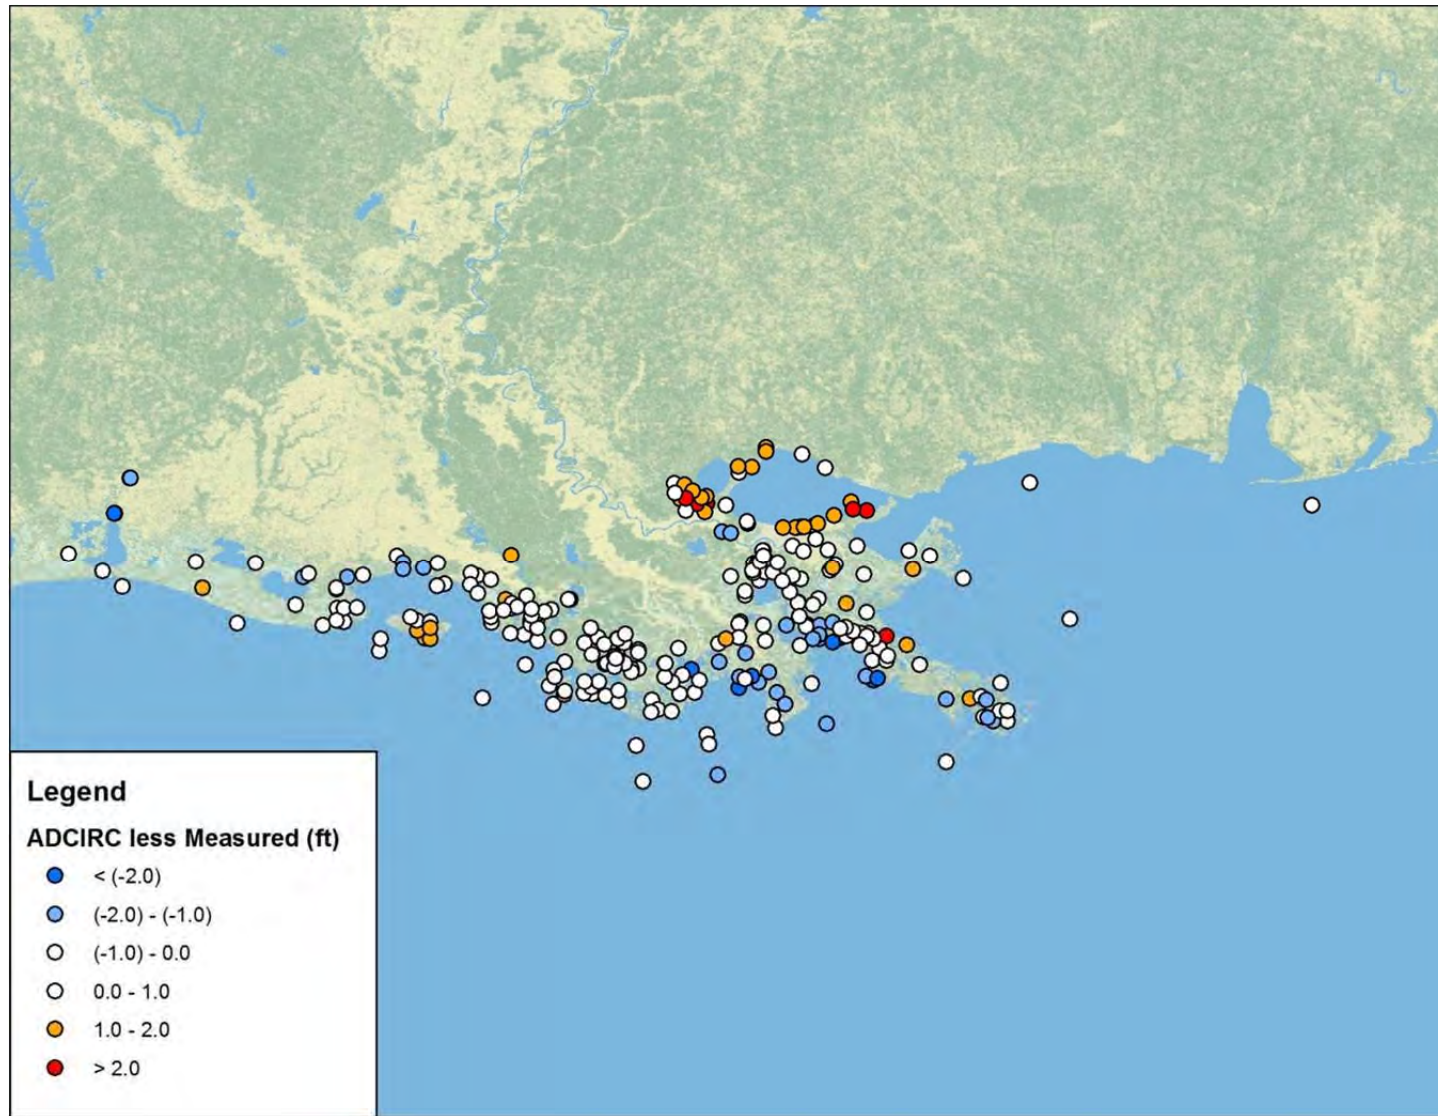 Legend
ADCIRC less Measured (ft)
< (-2.0)
(-2.0) - (-1.0)
(-1.0) - 0.0
0.0 - 1.0
1.0 - 2.0
> 2.0